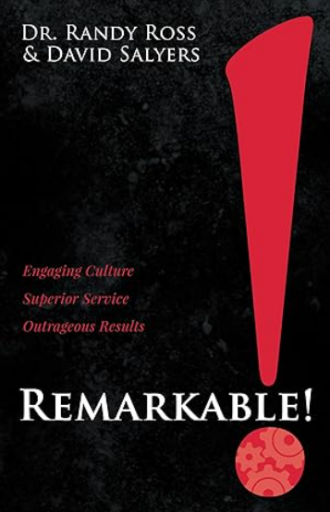 DR. RANDY ROSS
& DAVID SALYERS
Engaging Culture
Superior Service
Outrageous Results
REMARKABLE!